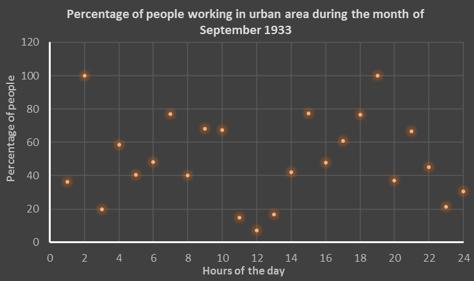 Percentage of people working in urban area during the month of
September 1933
120
100
80
60
40
20
0
Percentage of people
0 2 4 6 8 10 12 14 16 18 20 22 24
Hours of the day